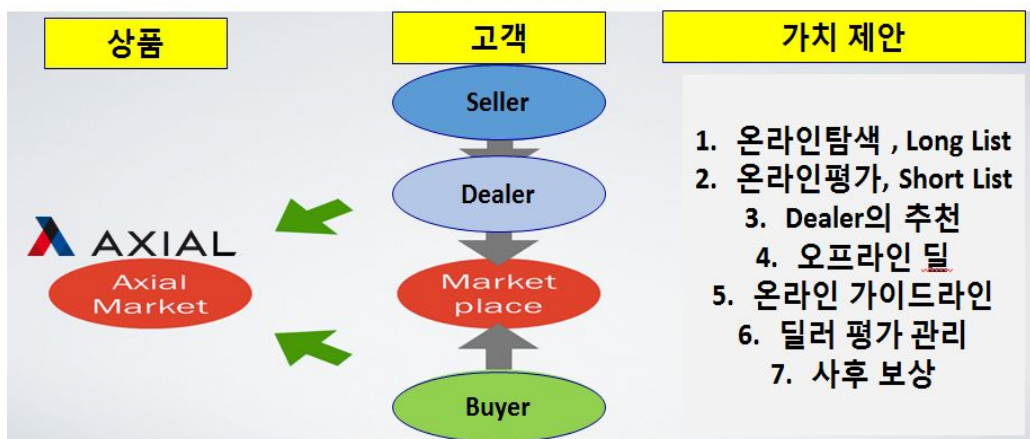 상품
고객
가치 제안
Seller
Dealer
AXIAL
Axial
Market
Market
place
Buyer
1. 온라인탐색 , Long List
2. 온라인평가, Short List
3. Dealer의 추천
4. 오프라인 딜
5. 온라인 가이드라인
6. 딜러 평가 관리
7. 사후 보상